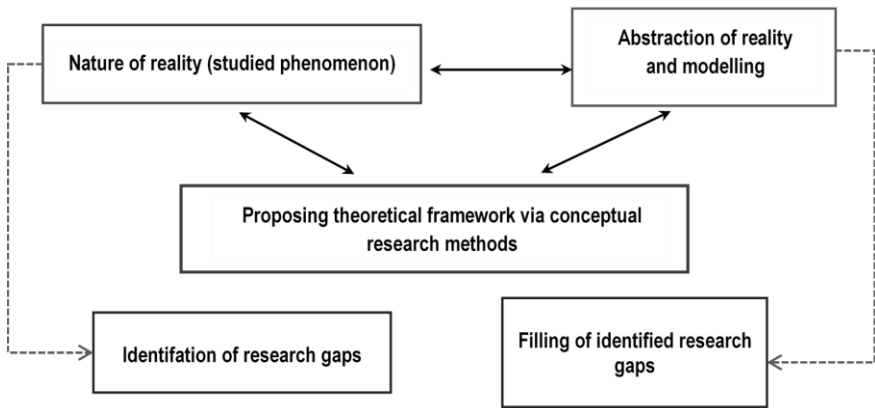 Nature of reality (studied phenomenon)
Abstraction of reality
and modelling
Proposing theoretical framework via conceptual
research methods
Identifation of research gaps
Filling of identified research
gaps